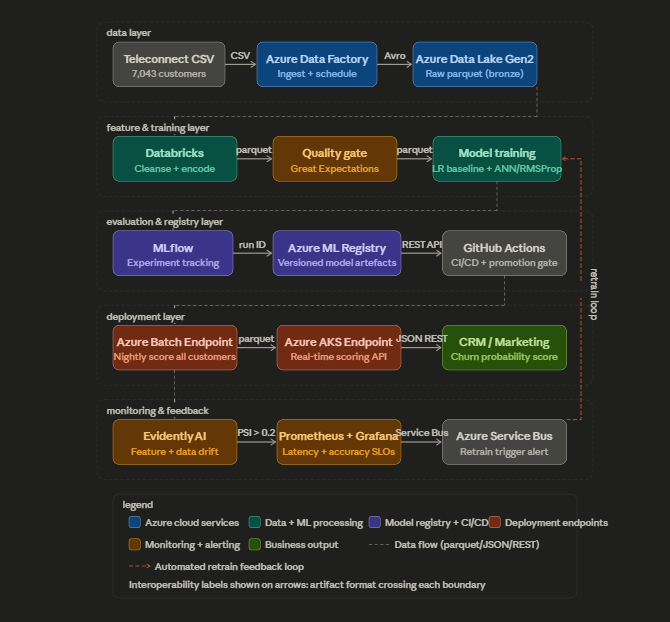 data layer
Teleconnect CSV
7,043 customers
CSV
Azure Data Factory
Ingest + schedule
Avro
Azure Data Lake Gen2
Raw parquet (bronze)
feature & training layer
Databricks
Cleanse + encode
parquet
Quality gate
Great Expectations
parquet
Model training
LR baseline + ANN/RMSProp
evaluation & registry layer
MLflow
Experiment tracking
run ID
Azure ML Registry
Versioned model artefacts
REST API
GitHub Actions
CI/CD + promotion gate
retrain loop
deployment layer
Azure Batch Endpoint
Nightly score all customers
parquet
Azure AKS Endpoint
Real-time scoring API
JSON REST
CRM / Marketing
Churn probability score
monitoring & feedback
Evidently AI
Feature + data drift
PSI > 0.2
Prometheus + Grafana
Latency + accuracy SLOs
Service Bus
Azure Service Bus
Retrain trigger alert
legend
Azure cloud services
Data + ML processing
Model registry + CI/CD
Deployment endpoints
Monitoring + alerting
Business output
Data flow (parquet/JSON/REST)
Automated retrain feedback loop
Interoperability labels shown on arrows: artifact format crossing each boundary